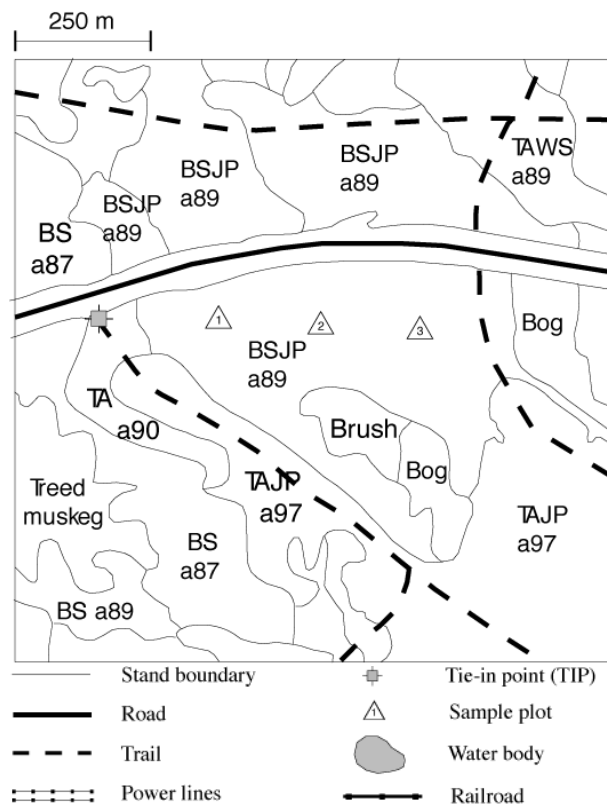 250 m
BSJP
a89
BSJP
a89
TAWS
a89
BSJP
a89
BS
a87
1
2
3
BSJP
a89
Bog
TA
a90
Brush
Bog
Treed
muskeg
TAJP
a97
TAJP
a97
BS
a87
BS a89
Stand boundary
Tie-in point (TIP)
Road
1
Sample plot
Trail
Water body
Power lines
Railroad